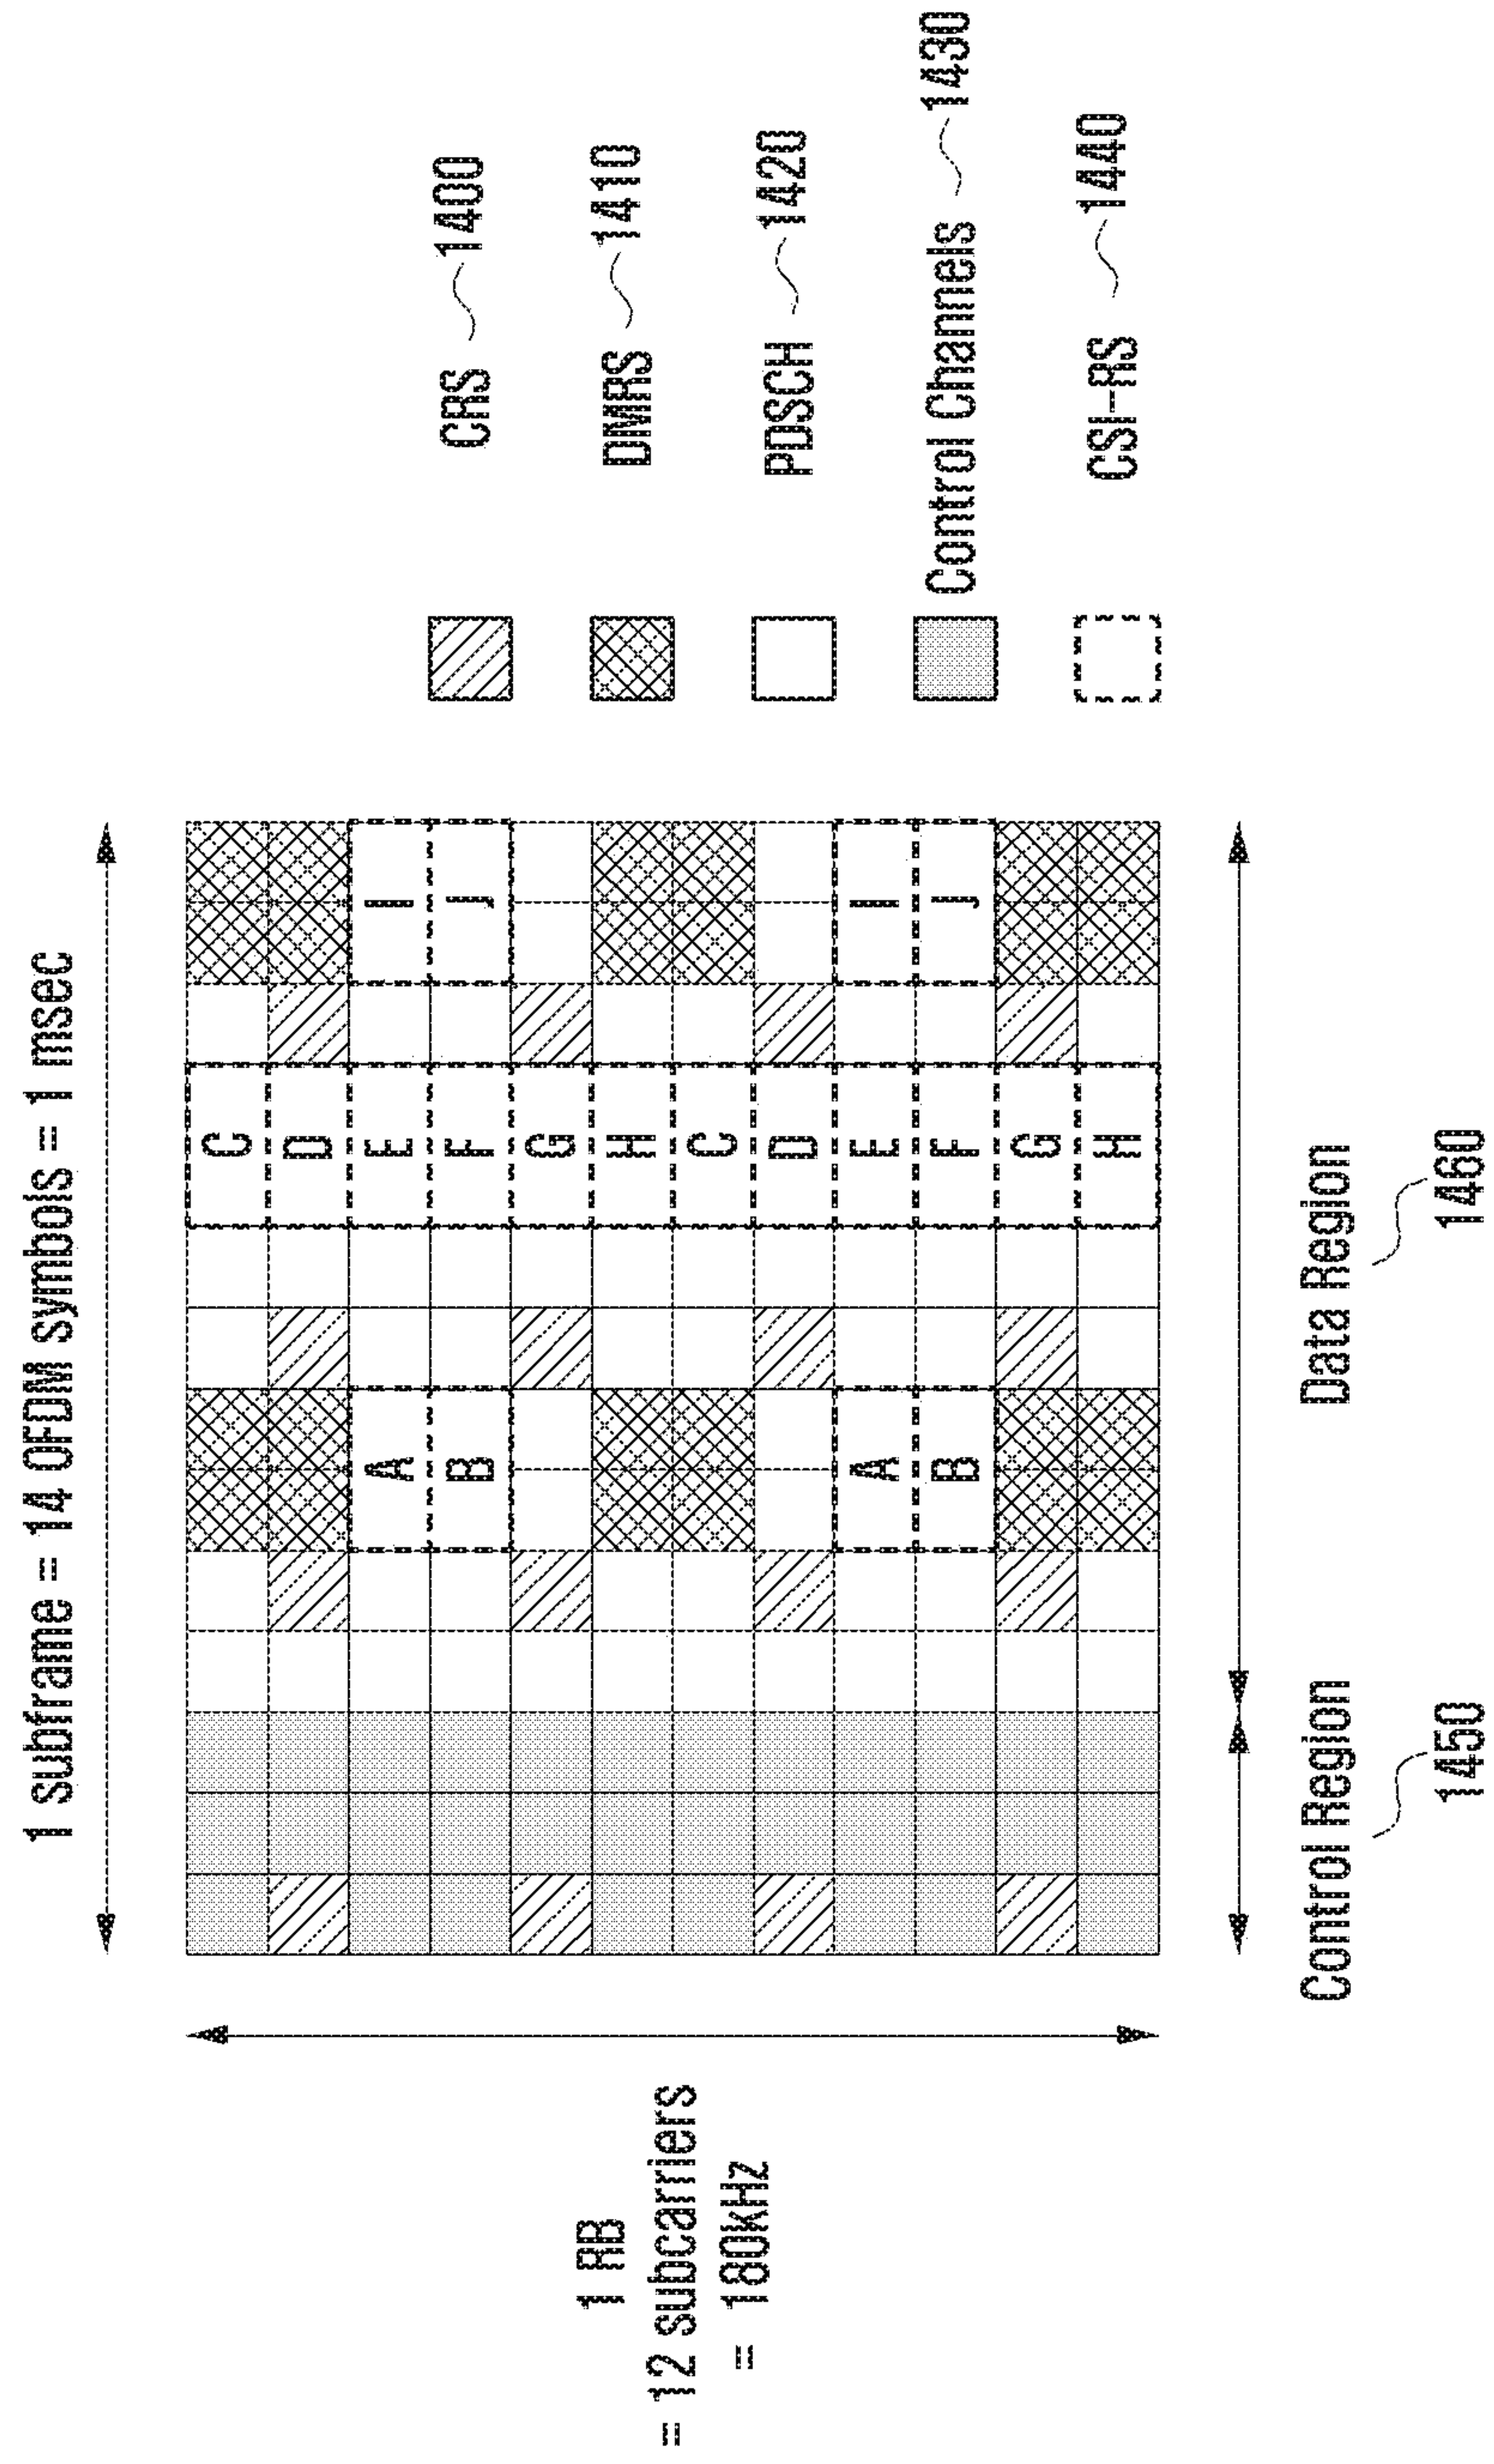 1 subframe = 14 OFDM symbols = 1 msec
1 RB
= 12 subcarriers
= 180kHz
C
D
A E I
B F J
G
H
C
D
A E I
B F J
G
H
Control Region
1450
Data Region
1460
CRS 1400
DMRS 1410
PDSCH 1420
Control Channels 1430
CSI-RS 1440